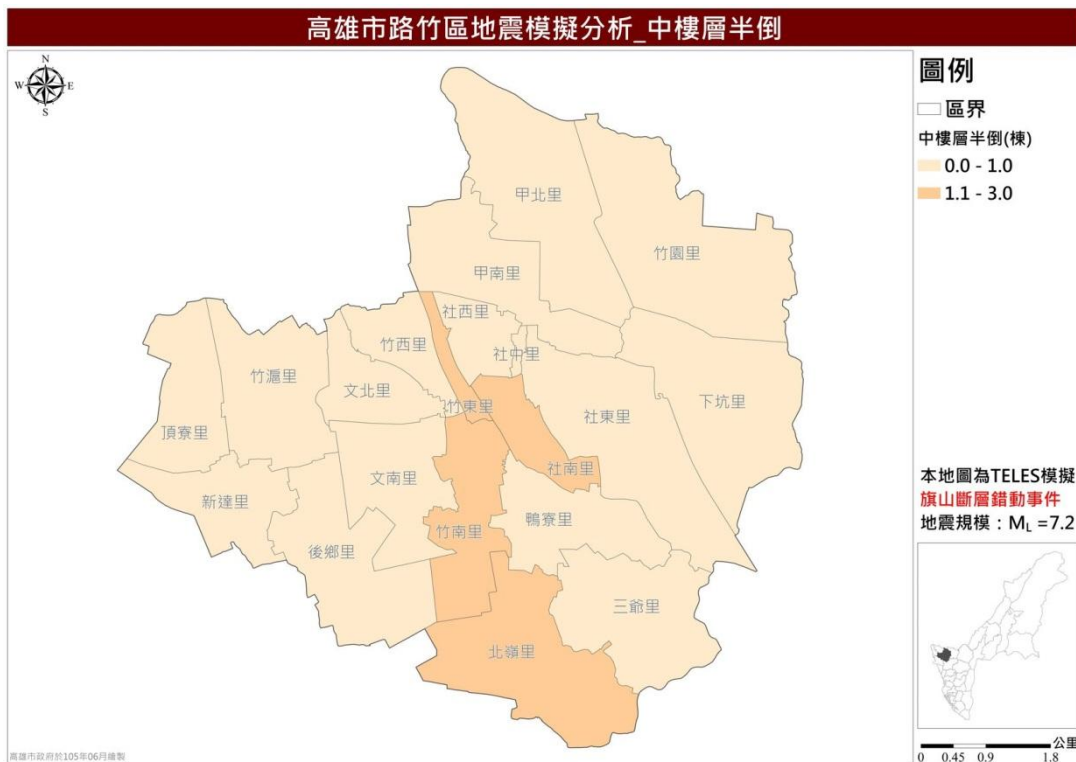 高雄市路竹區地震模擬分析_中樓層半倒
N
W
E
S
圖例
區界
中樓層半倒(棟)
0.0 - 1.0
1.1 - 3.0
甲北里
竹園里
甲南里
社西里
竹西里
社中里
竹滬里
文北里
竹東里
社東里
下坑里
頂寮里
社南里
文南里
新達里
鴨寮里
竹南里
後鄉里
三爺里
北嶺里
本地圖為TELES模擬
旗山斷層錯動事件
地震規模：ML =7.2
公里
0 0.45 0.9 1.8
高雄市政府於105年06月繪製